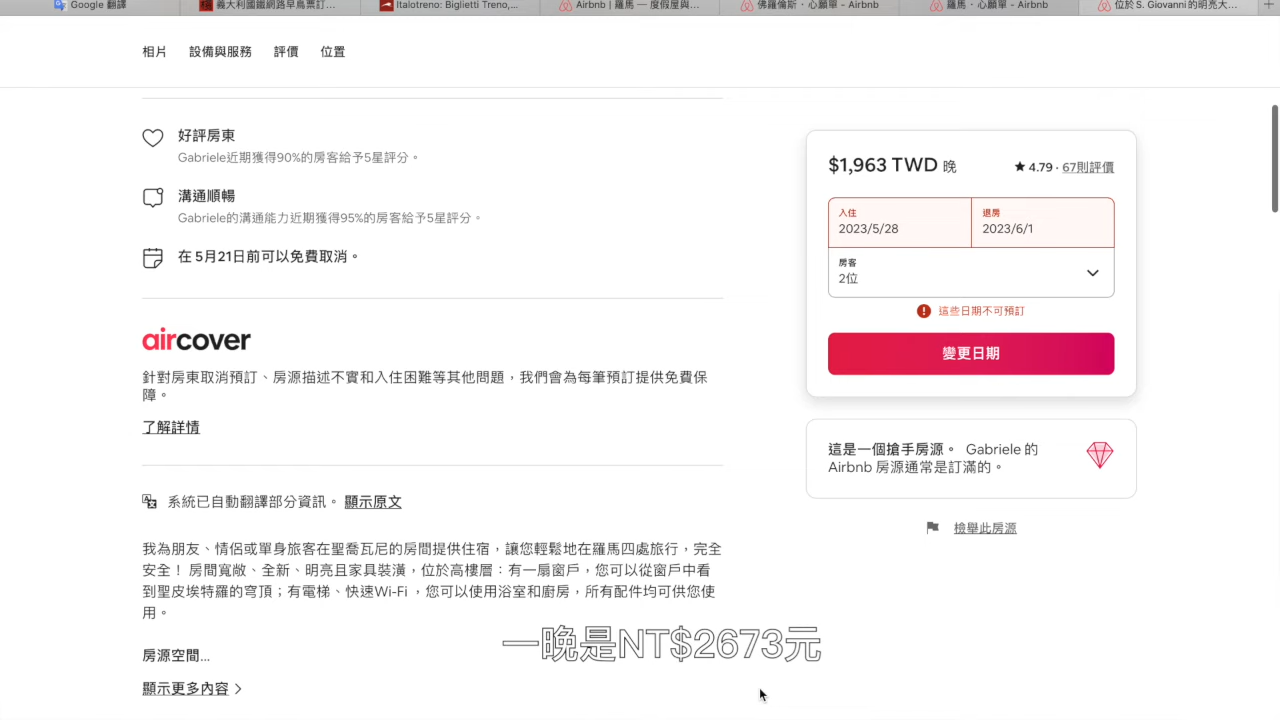 Google 翻譯
義大利國鐵網路早鳥票訂...
Italotreno: Biglietti Treno,...
Airbnb | 羅馬 — 度假屋與...
佛羅倫斯・心願單 - Airbnb
羅馬・心願單 - Airbnb
位於 S. Giovanni 的明亮大...
相片
設備與服務
評價
位置
好評房東
Gabriele近期獲得90%的房客給予5星評分。
溝通順暢
Gabriele的溝通能力近期獲得95%的房客給予5星評分。
在 5月21日前可以免費取消。
aircover
針對房東取消預訂、房源描述不實和入住困難等其他問題，我們會為每筆預訂提供免費保
障。
了解詳情
系統已自動翻譯部分資訊。 顯示原文
我為朋友、情侶或單身旅客在聖喬瓦尼的房間提供住宿，讓您輕鬆地在羅馬四處旅行，完全
安全！ 房間寬敞、全新、明亮且家具裝潢，位於高樓層：有一扇窗戶，您可以從窗戶中看
到聖皮埃特羅的穹頂；有電梯、快速Wi-Fi ，您可以使用浴室和廚房，所有配件均可供您使
用。
房源空間...
顯示更多內容
$1,963 TWD 晚
★ 4.79 · 67則評價
入住
2023/5/28
退房
2023/6/1
房客
2位
這些日期不可預訂
變更日期
這是一個搶手房源。 Gabriele 的
Airbnb 房源通常是訂滿的。
檢舉此房源
一晚是NT$2673元